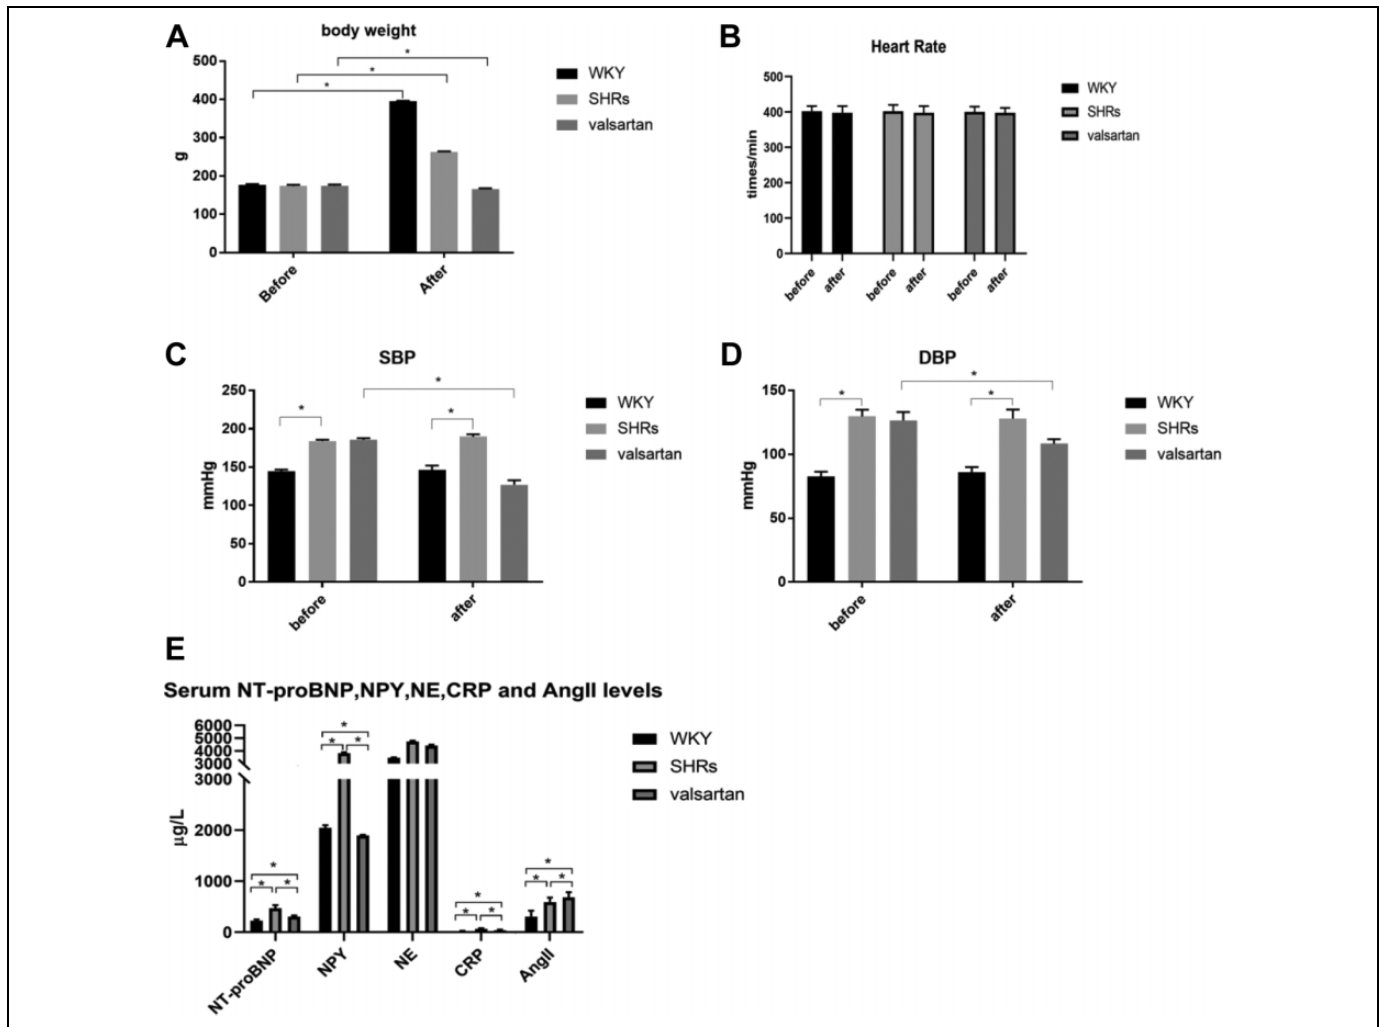 A
body weight
500
400
300
200
100
0
g
*
*
*
Before
After
WKY
SHRs
valsartan
B
Heart Rate
500
400
300
200
100
0
times/min
before
after
before
after
before
after
WKY
SHRs
valsartan
C
SBP
250
200
150
100
50
0
mmHg
*
*
*
before
after
WKY
SHRs
valsartan
D
DBP
150
100
50
0
mmHg
*
*
*
before
after
WKY
SHRs
valsartan
E
Serum NT-proBNP,NPY,NE,CRP and AngII levels
6000
5000
4000
3000
3000
2000
1000
0
µg/L
*
* *
*
* *
*
* *
*
* *
NT-proBNP
NPY
NE
CRP
AngII
WKY
SHRs
valsartan